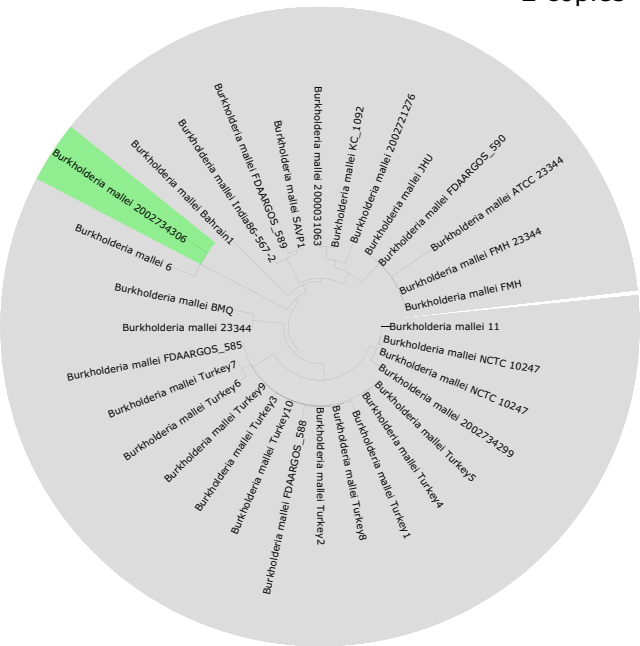 Burkholderia mallei 2002734306
Burkholderia mallei Bahrain1
Burkholderia mallei India86-567-2
Burkholderia mallei FDAARGOS_589
Burkholderia mallei SAVP1
Burkholderia mallei 2000031063
Burkholderia mallei KC_1092
Burkholderia mallei 2002721276
Burkholderia mallei JHU
Burkholderia mallei FDAARGOS_590
Burkholderia mallei ATCC 23344
Burkholderia mallei FMH 23344
Burkholderia mallei FMH
Burkholderia mallei 11
Burkholderia mallei NCTC 10247
Burkholderia mallei NCTC 10247
Burkholderia mallei 2002734299
Burkholderia mallei Turkey5
Burkholderia mallei Turkey4
Burkholderia mallei Turkey1
Burkholderia mallei Turkey8
Burkholderia mallei Turkey2
Burkholderia mallei FDAARGOS_588
Burkholderia mallei Turkey10
Burkholderia mallei Turkey3
Burkholderia mallei Turkey9
Burkholderia mallei Turkey6
Burkholderia mallei Turkey7
Burkholderia mallei FDAARGOS_585
Burkholderia mallei 23344
Burkholderia mallei BMQ
Burkholderia mallei 6